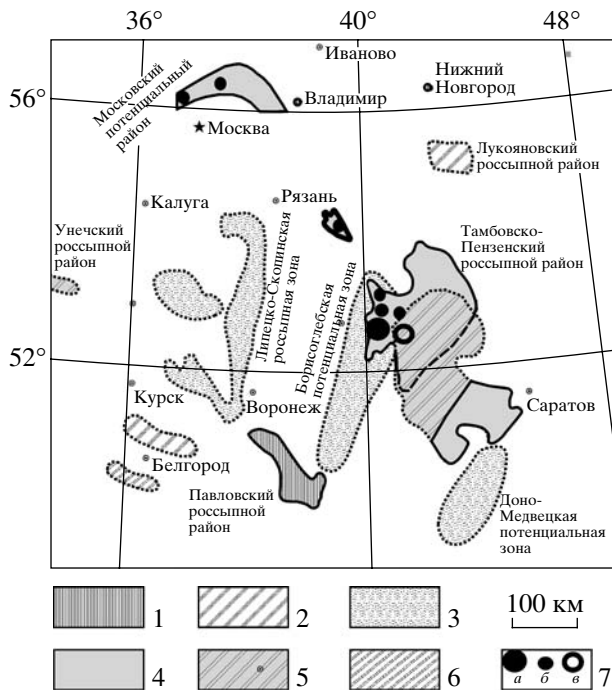 36°
40°
48°
Иваново
Нижний
Новгород
56°
Московский
потенциальный
район
Владимир
Москва
Лукояновский
россыпной район
Калуга
Рязань
Унечский
россыпной
район
Липецко-Скопинская
россыпная зона
Борисоглебская
потенциальная зона
Тамбовско-
Пензенский
россыпной район
52°
Курск
Воронеж
Саратов
Белгород
Павловский
россыпной
район
Доно-
Медвецкая
потенциальная
зона
1
2
3
100 км
4
5
6
а б в 7